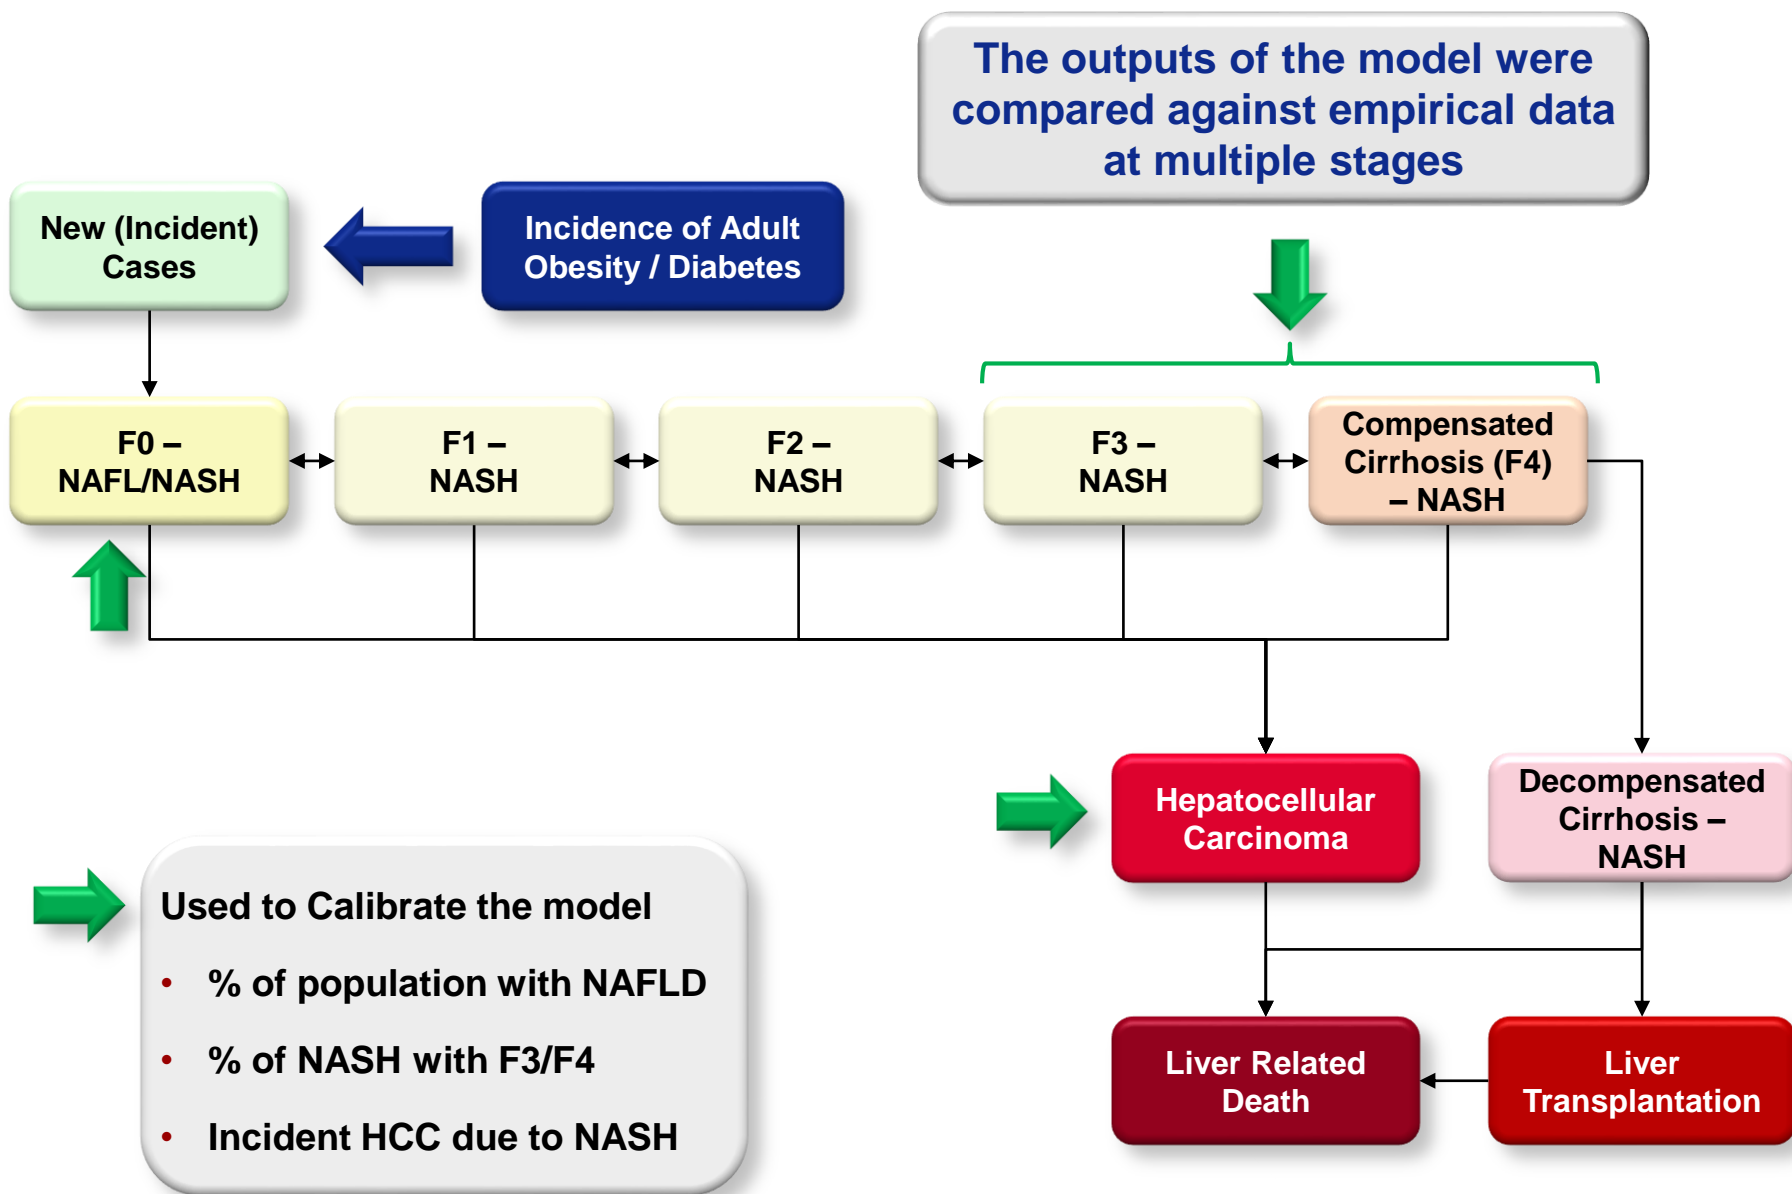 The outputs of the model were
compared against empirical data
at multiple stages
New (Incident)
Cases
Incidence of Adult
Obesity / Diabetes
F0 –
NAFL/NASH
F1 –
NASH
F2 –
NASH
F3 –
NASH
Compensated
Cirrhosis (F4)
– NASH
Hepatocellular
Carcinoma
Decompensated
Cirrhosis –
NASH
Used to Calibrate the model
• % of population with NAFLD
• % of NASH with F3/F4
• Incident HCC due to NASH
Liver Related
Death
Liver
Transplantation